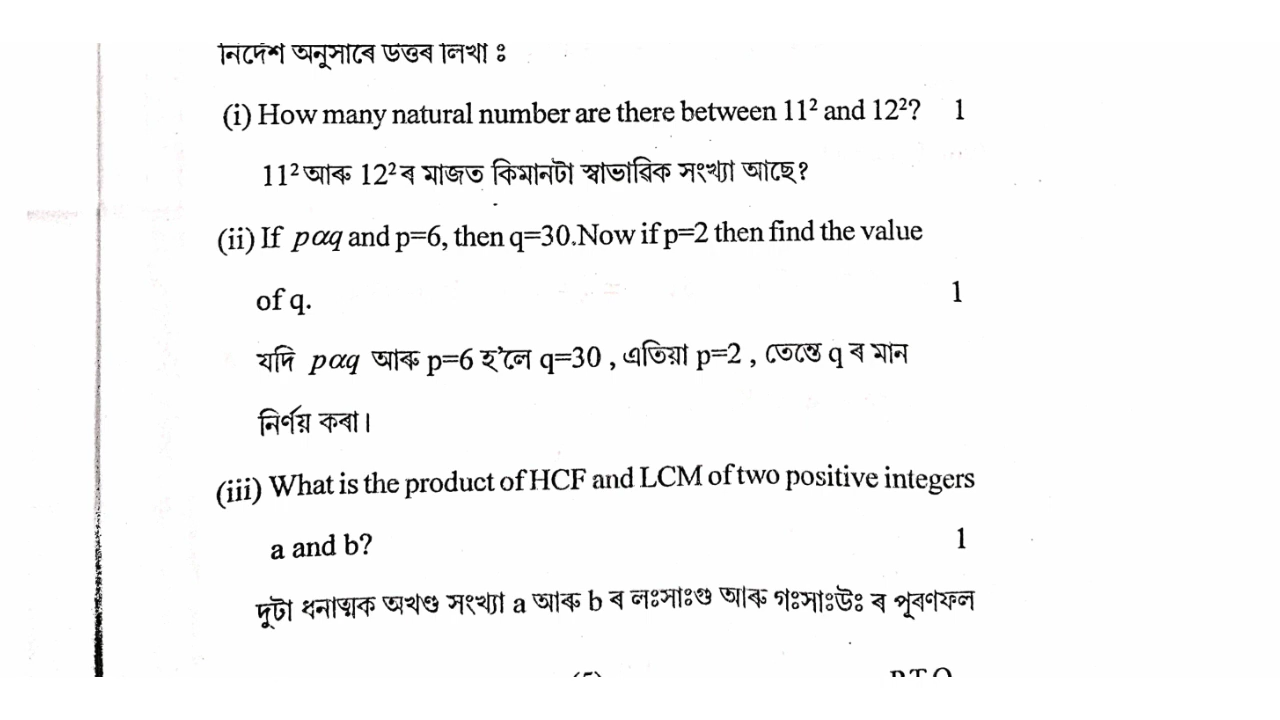 নিৰ্দেশ অনুসাৰে উত্তৰ লিখা ঃ
(i) How many natural number are there between 11² and 12²? 1
11² আৰু 12² ৰ মাজত কিমানটা স্বাভাৱিক সংখ্যা আছে?
(ii) If pαq and p=6, then q=30.Now if p=2 then find the value
of q. 1
যদি pαq আৰু p=6 হ’লে q=30 , এতিয়া p=2 , তেন্তে q ৰ মান
নিৰ্ণয় কৰা।
(iii) What is the product of HCF and LCM of two positive integers
a and b? 1
দুটা ধনাত্মক অখণ্ড সংখ্যা a আৰু b ৰ লঃসাঃগু আৰু গঃসাঃউঃ ৰ পূৰণফল
(5) P.T.O